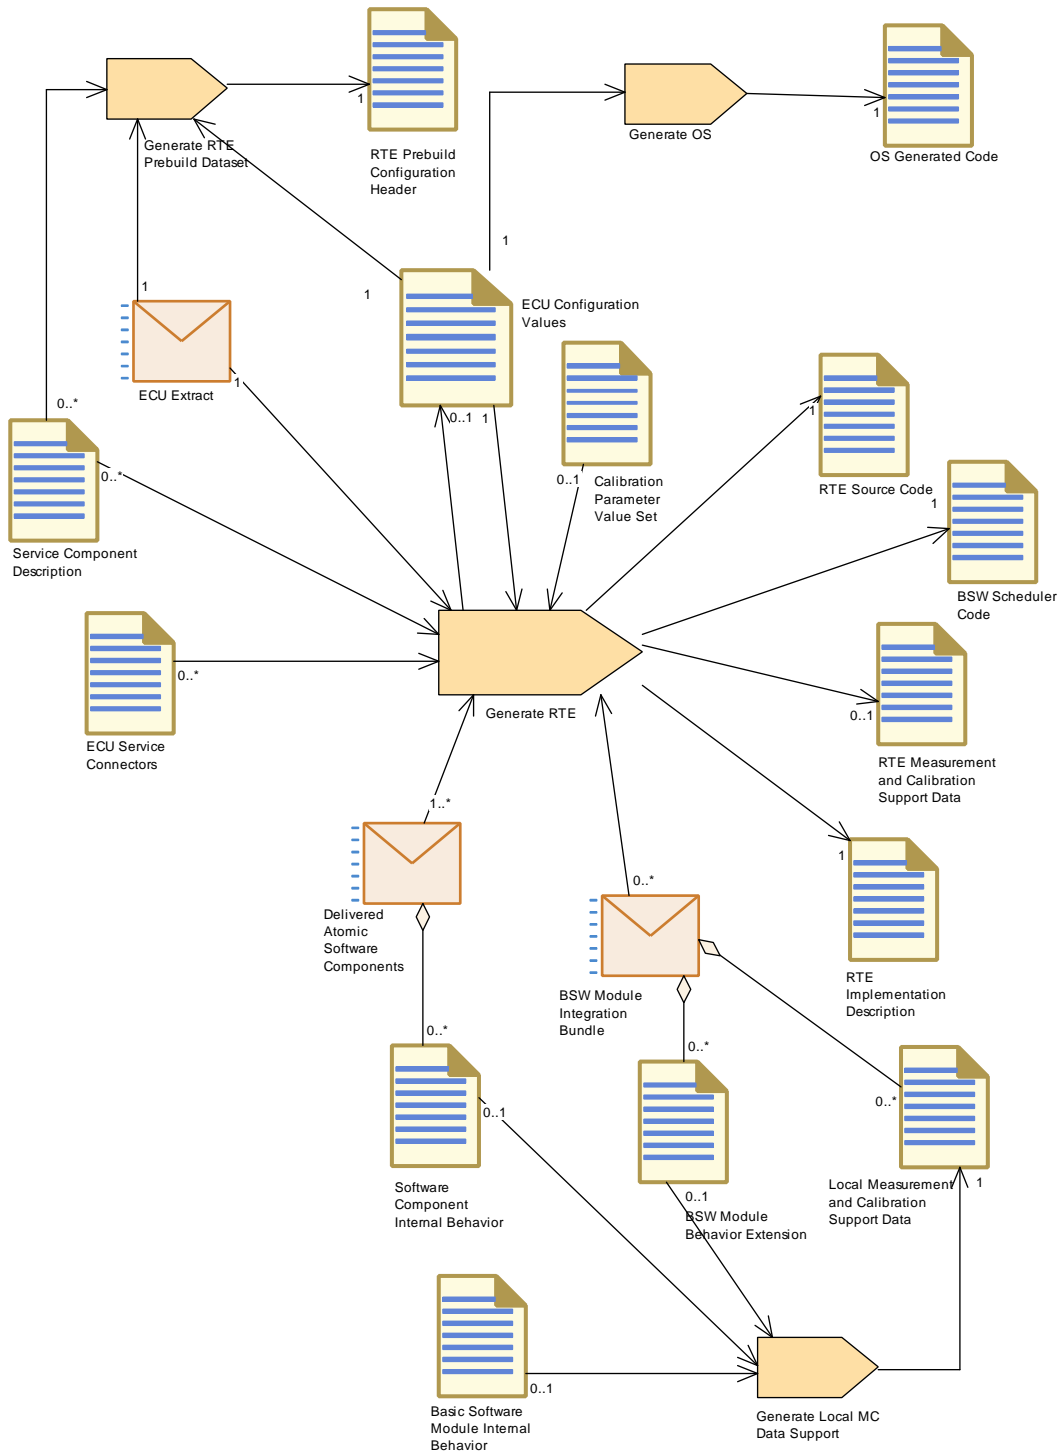 1
Generate RTE
Prebuild Dataset
RTE Prebuild
Configuration
Header
Generate OS
1
OS Generated Code
1
1
1
ECU Configuration
Values
ECU Extract
1
0..*
0..1
1
0..*
Service Component
Description
0..1
Calibration
Parameter
Value Set
1
RTE Source Code
1
BSW Scheduler
Code
0..*
ECU Service
Connectors
Generate RTE
0..1
RTE Measurement
and Calibration
Support Data
1..*
Delivered
Atomic
Software
Components
0..*
BSW Module
Integration
Bundle
1
RTE
Implementation
Description
0..*
0..*
0..*
0..1
Software
Component
Internal Behavior
0..1
BSW Module
Behavior Extension
Local Measurement
and Calibration
Support Data
1
0..1
Basic Software
Module Internal
Behavior
Generate Local MC
Data Support